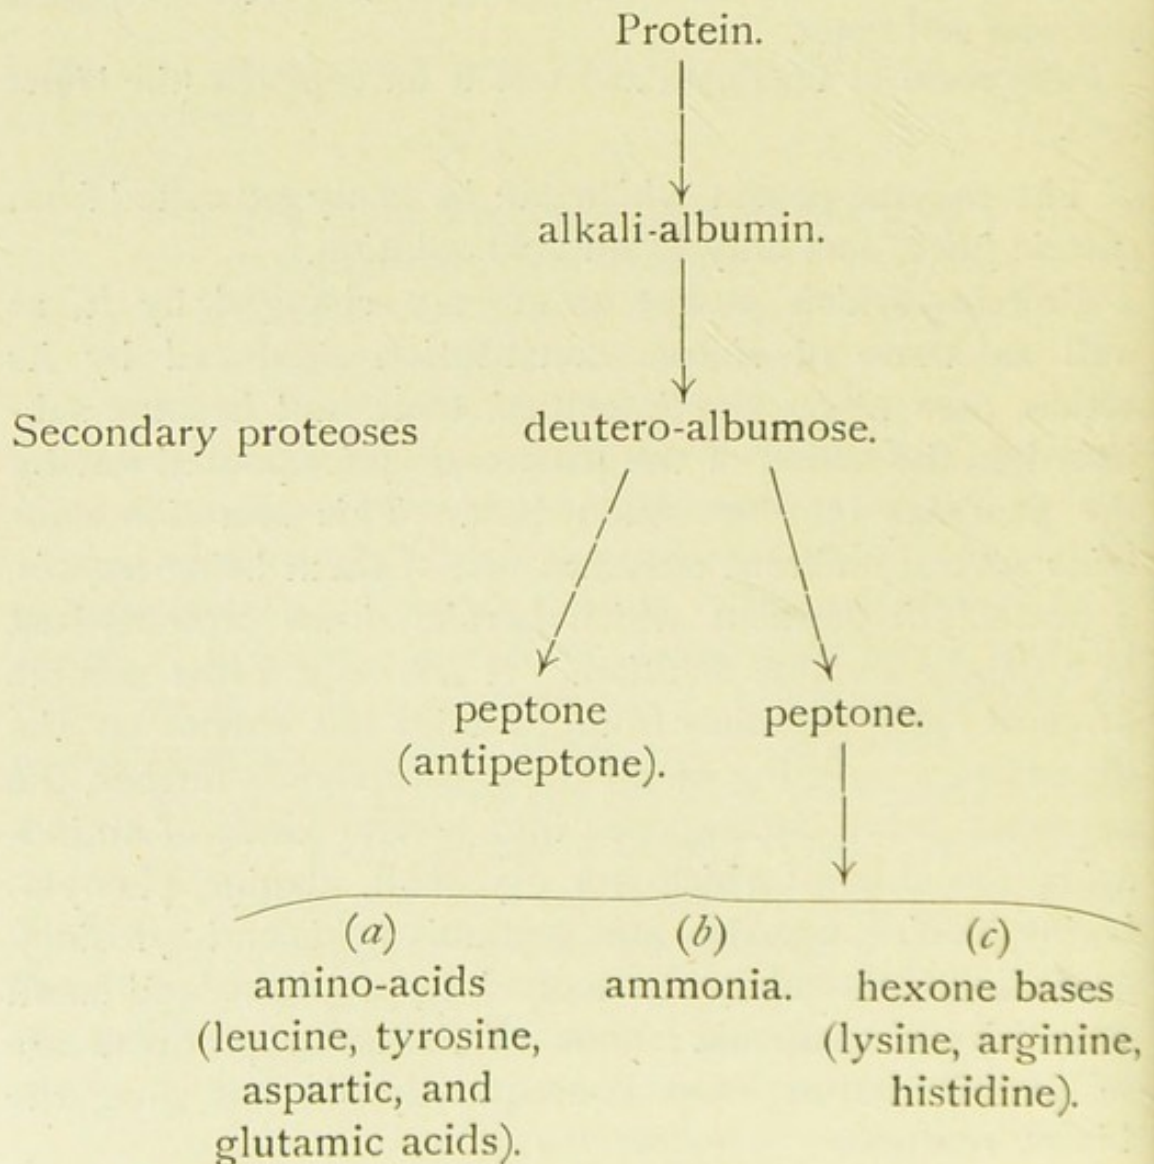 Protein.
alkali-albumin.
Secondary proteoses deutero-albumose.
peptone peptone.
(antipeptone).
(a) (b) (c)
amino-acids ammonia. hexone bases
(leucine, tyrosine, (lysine, arginine,
aspartic, and histidine).
glutamic acids).